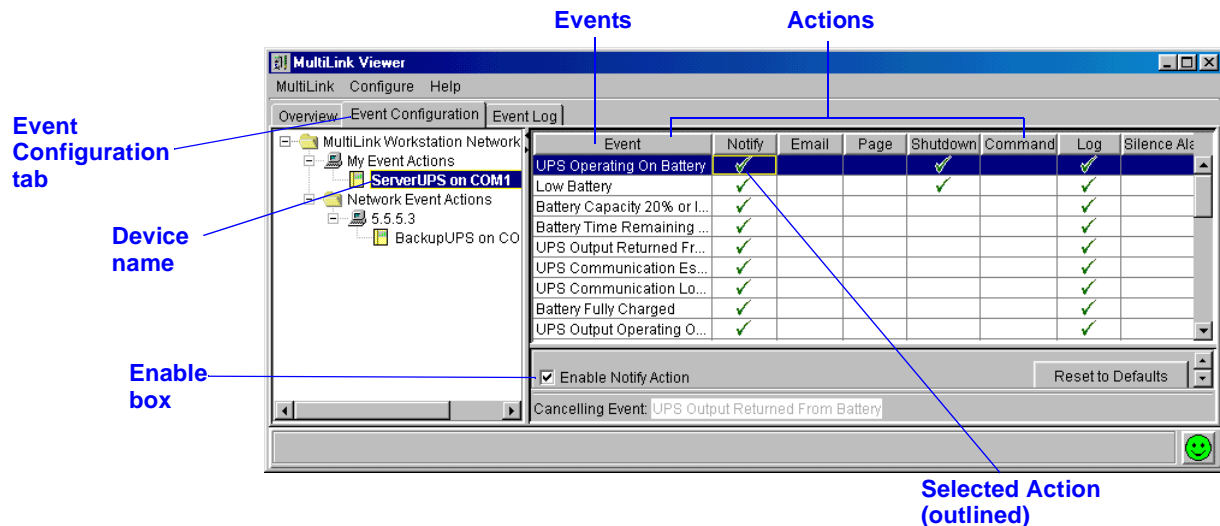 Events
Actions
MultiLink Viewer
MultiLink Configure Help
Overview Event Configuration Event Log
Event
Configuration
tab
MultiLink Workstation Network
My Event Actions
ServerUPS on COM1
Network Event Actions
5.5.5.3
BackupUPS on CO
Device
name
Event Notify Email Page Shutdown Command Log Silence Ala
UPS Operating On Battery
Low Battery
Battery Capacity 20% or l...
Battery Time Remaining ...
UPS Output Returned Fr...
UPS Communication Es...
UPS Communication Lo...
Battery Fully Charged
UPS Output Operating O...
Enable
box
Enable Notify Action
Reset to Defaults
Cancelling Event: UPS Output Returned From Battery
Selected Action
(outlined)